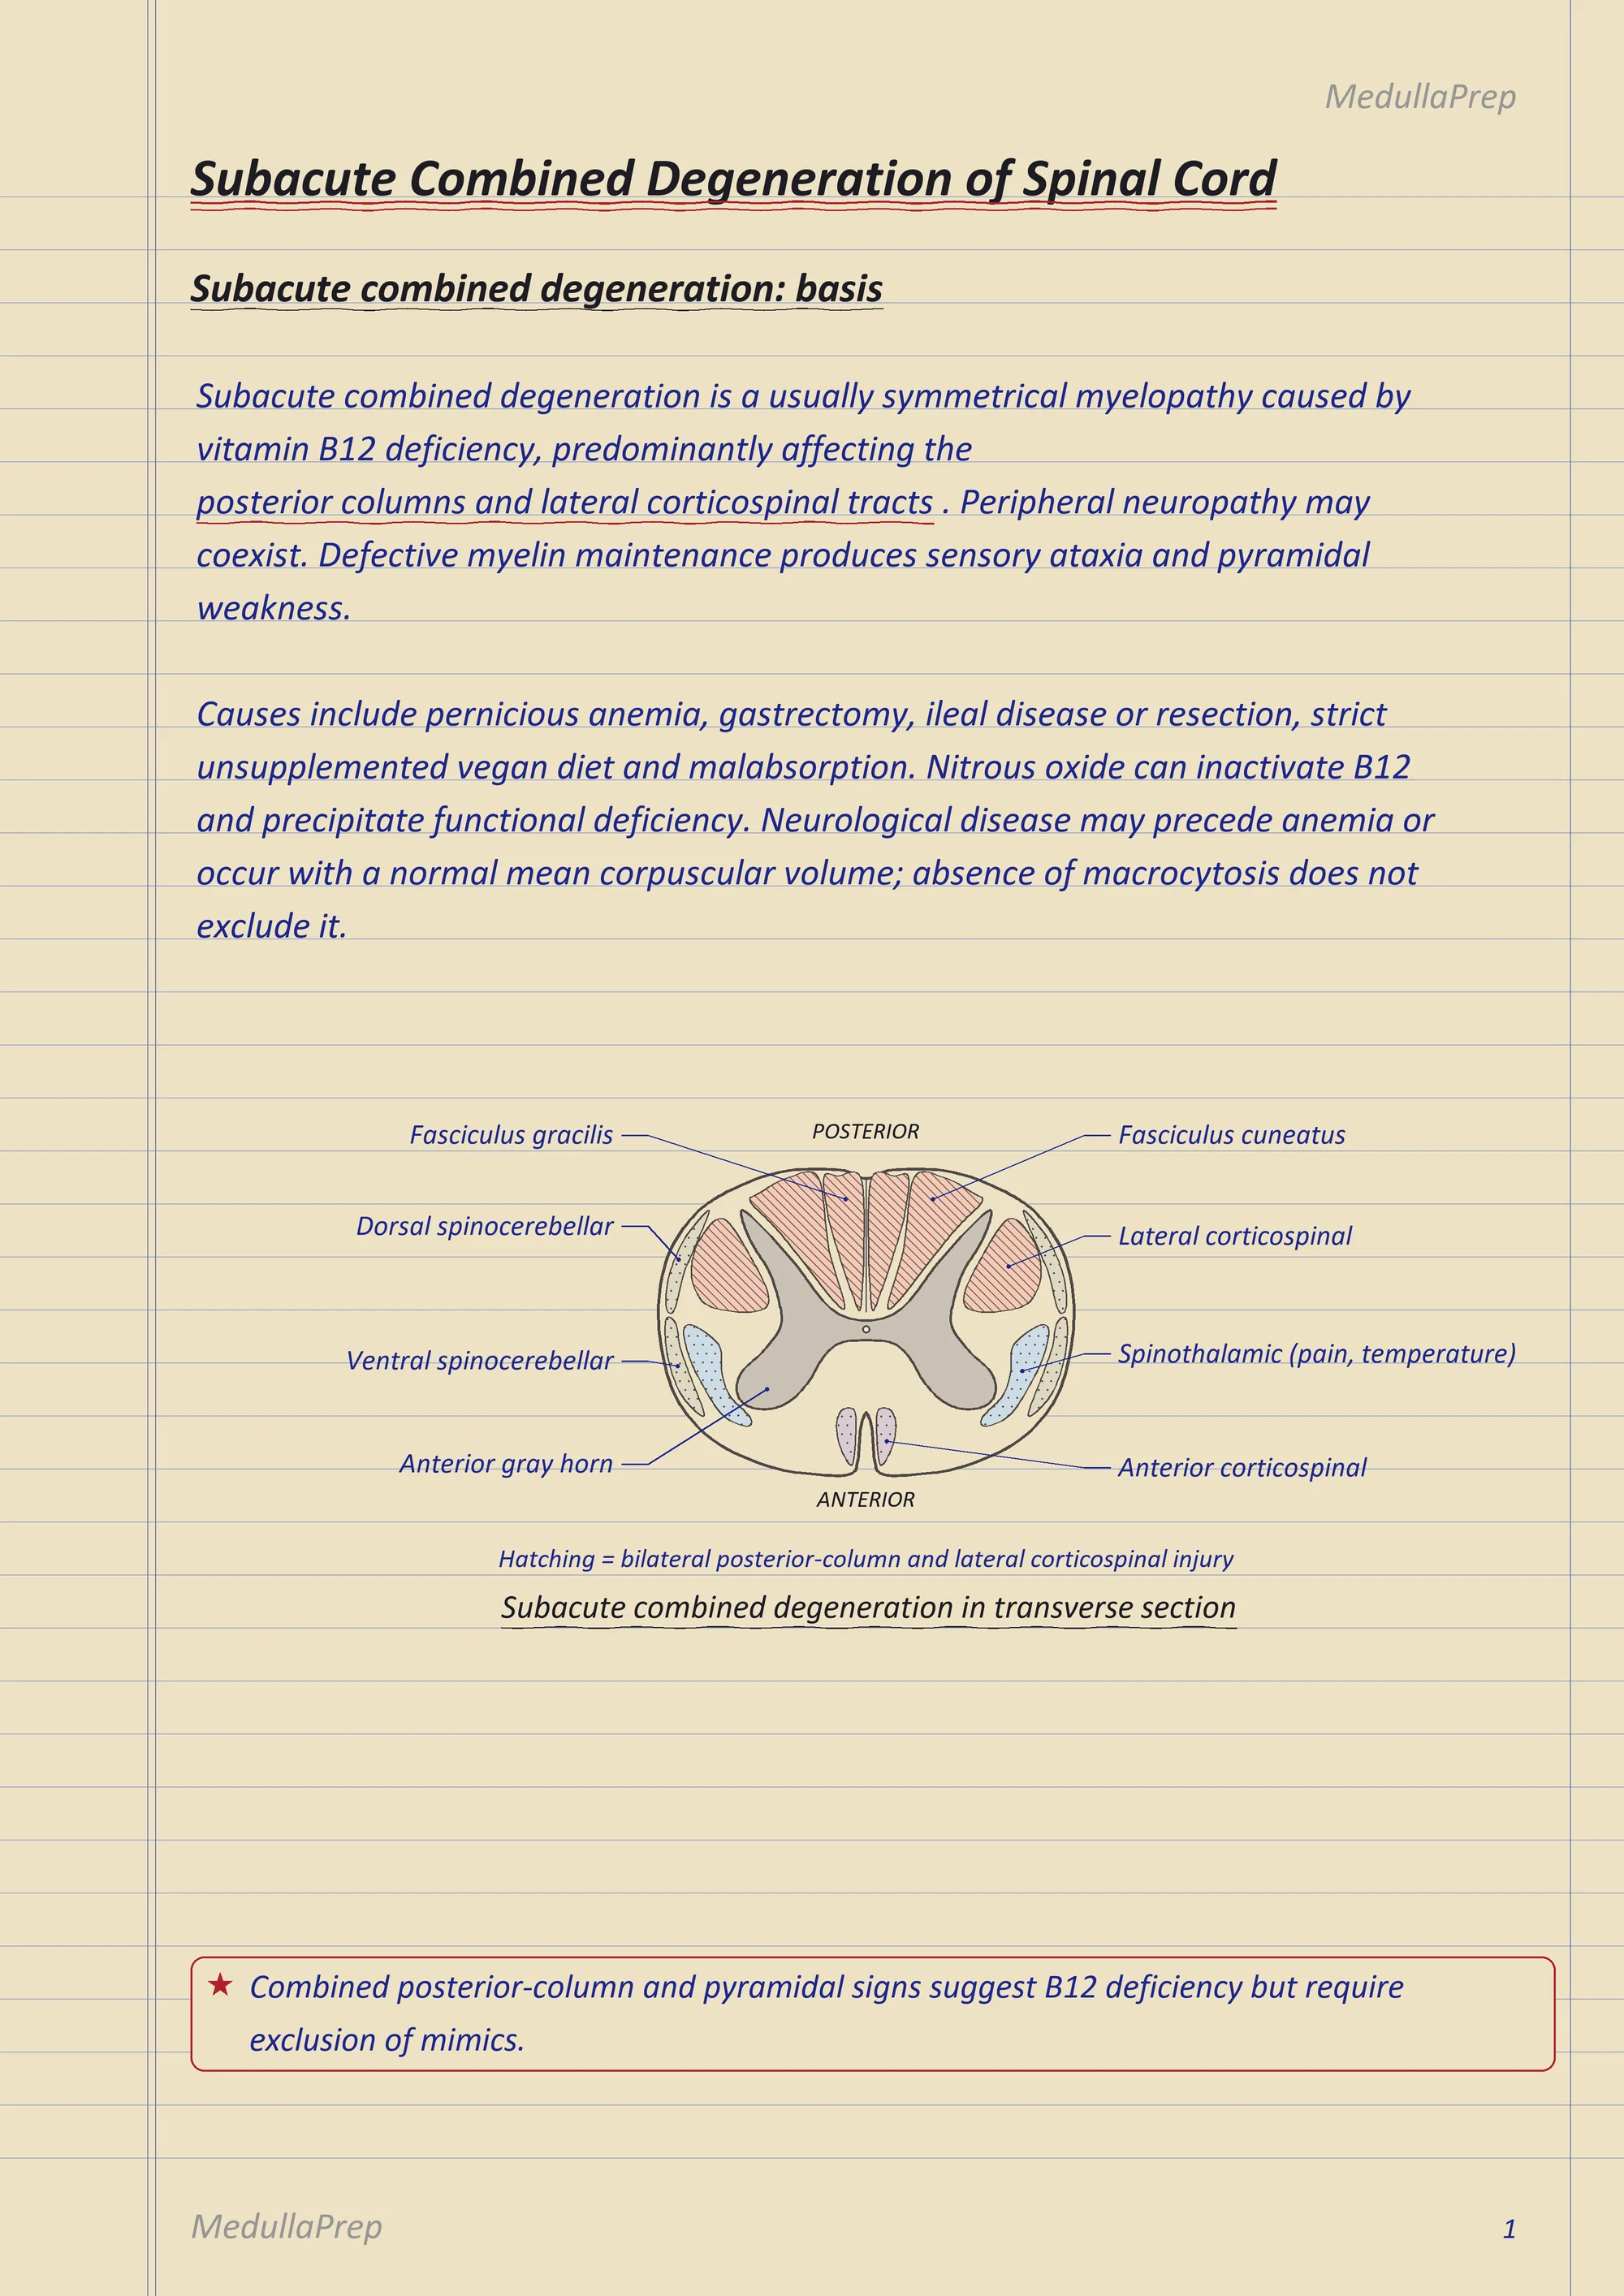 MedullaPrep
Subacute Combined Degeneration of Spinal Cord
Subacute combined degeneration: basis
Subacute combined degeneration is a usually symmetrical myelopathy caused by
vitamin B12 deficiency, predominantly affecting the
posterior columns and lateral corticospinal tracts . Peripheral neuropathy may
coexist. Defective myelin maintenance produces sensory ataxia and pyramidal
weakness.
Causes include pernicious anemia, gastrectomy, ileal disease or resection, strict
unsupplemented vegan diet and malabsorption. Nitrous oxide can inactivate B12
and precipitate functional deficiency. Neurological disease may precede anemia or
occur with a normal mean corpuscular volume; absence of macrocytosis does not
exclude it.
POSTERIOR
Fasciculus gracilis
Fasciculus cuneatus
Dorsal spinocerebellar
Lateral corticospinal
Ventral spinocerebellar
Spinothalamic (pain, temperature)
Anterior gray horn
Anterior corticospinal
ANTERIOR
Hatching = bilateral posterior-column and lateral corticospinal injury
Subacute combined degeneration in transverse section
★ Combined posterior-column and pyramidal signs suggest B12 deficiency but require
exclusion of mimics.
MedullaPrep
1